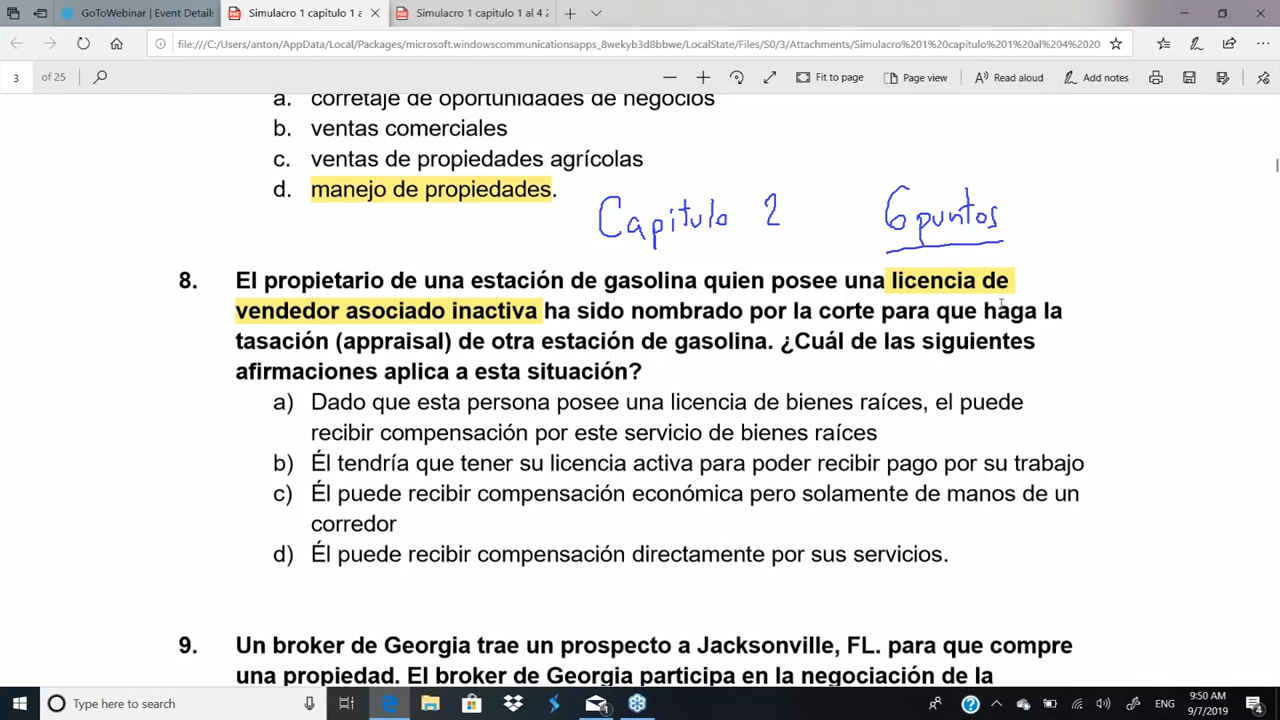 GoToWebinar | Event Detail:
Simulacro 1 capitulo 1 a
Simulacro 1 capitulo 1 al 4 2
file:///C:/Users/anton/AppData/Local/Packages/microsoft.windowscommunicationsapps_8wekyb3d8bbwe/LocalState/Files/S0/3/Attachments/Simulacro%201%20capitulo%201%20al%204%2020
3 of 25
Fit to page
Page view
Read aloud
Add notes
a. corretaje de oportunidades de negocios
b. ventas comerciales
c. ventas de propiedades agrícolas
d. manejo de propiedades.
Capitulo 2 6 puntos
8. El propietario de una estación de gasolina quien posee una licencia de
vendedor asociado inactiva ha sido nombrado por la corte para que haga la
tasación (appraisal) de otra estación de gasolina. ¿Cuál de las siguientes
afirmaciones aplica a esta situación?
a) Dado que esta persona posee una licencia de bienes raíces, el puede
recibir compensación por este servicio de bienes raíces
b) Él tendría que tener su licencia activa para poder recibir pago por su trabajo
c) Él puede recibir compensación económica pero solamente de manos de un
corredor
d) Él puede recibir compensación directamente por sus servicios.
9. Un broker de Georgia trae un prospecto a Jacksonville, FL. para que compre
una propiedad. El broker de Georgia participa en la negociación de la
Type here to search
ENG
9:50 AM
9/7/2019